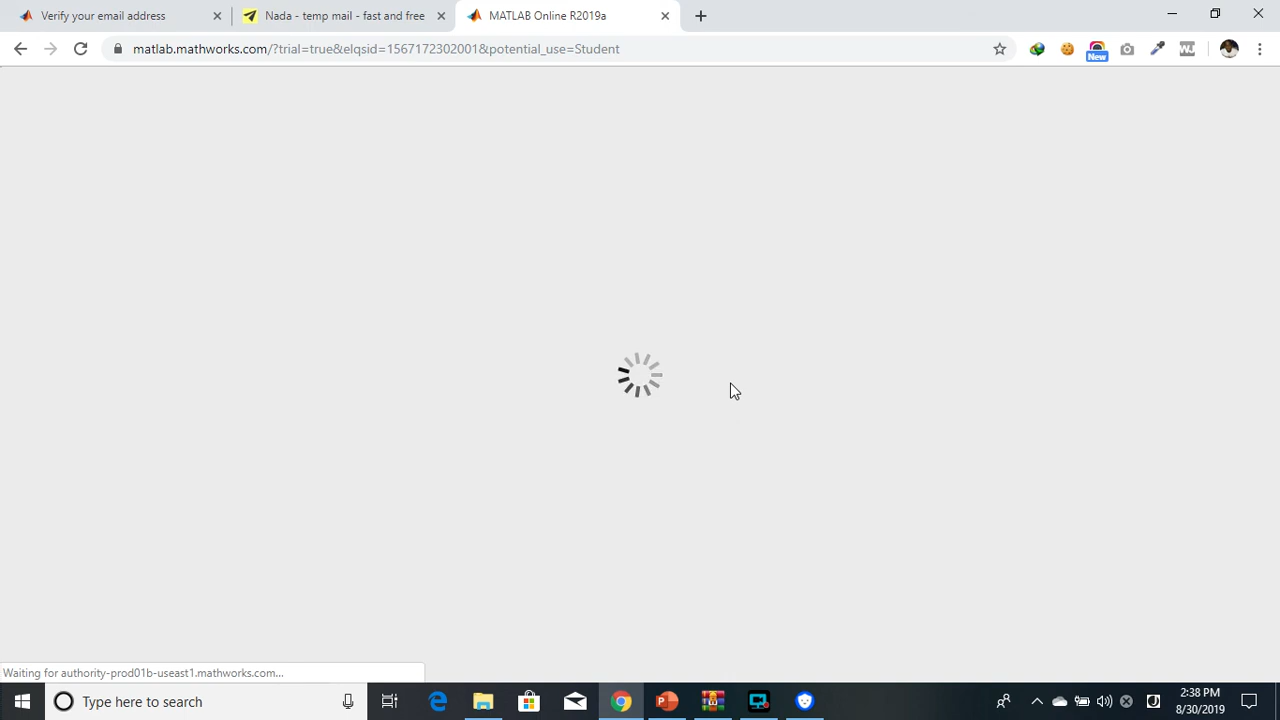 Verify your email address
Nada - temp mail - fast and free
MATLAB Online R2019a
matlab.mathworks.com/?trial=true&elqsid=1567172302001&potential_use=Student
New
Waiting for authority-prod01b-useast1.mathworks.com...
Type here to search
2:38 PM
8/30/2019